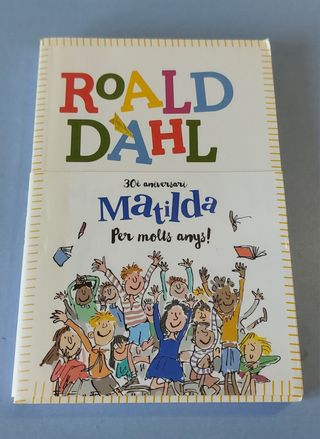 ROALD
DAHL
30è aniversari
Matilda
Per molts anys!